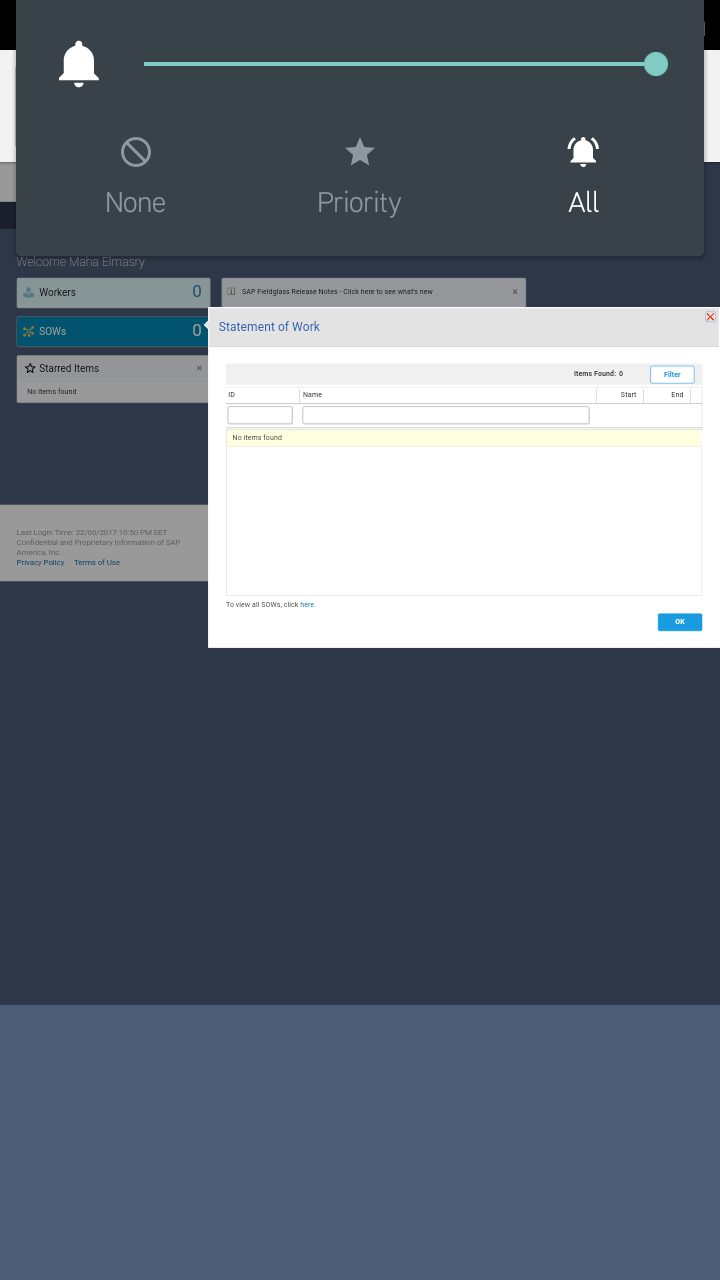 None
Priority
All
Welcome Maha Elmasry
Workers 0
SAP Fieldglass Release Notes - Click here to see what's new
SOWs 0
Statement of Work
Starred Items
No items found
Items Found: 0
Filter
ID Name Start End
No items found
Last Login Time: 22/06/2017 10:50 PM EET
Confidential and Proprietary Information of SAP
America, Inc.
Privacy Policy Terms of Use
To view all SOWs, click here.
OK